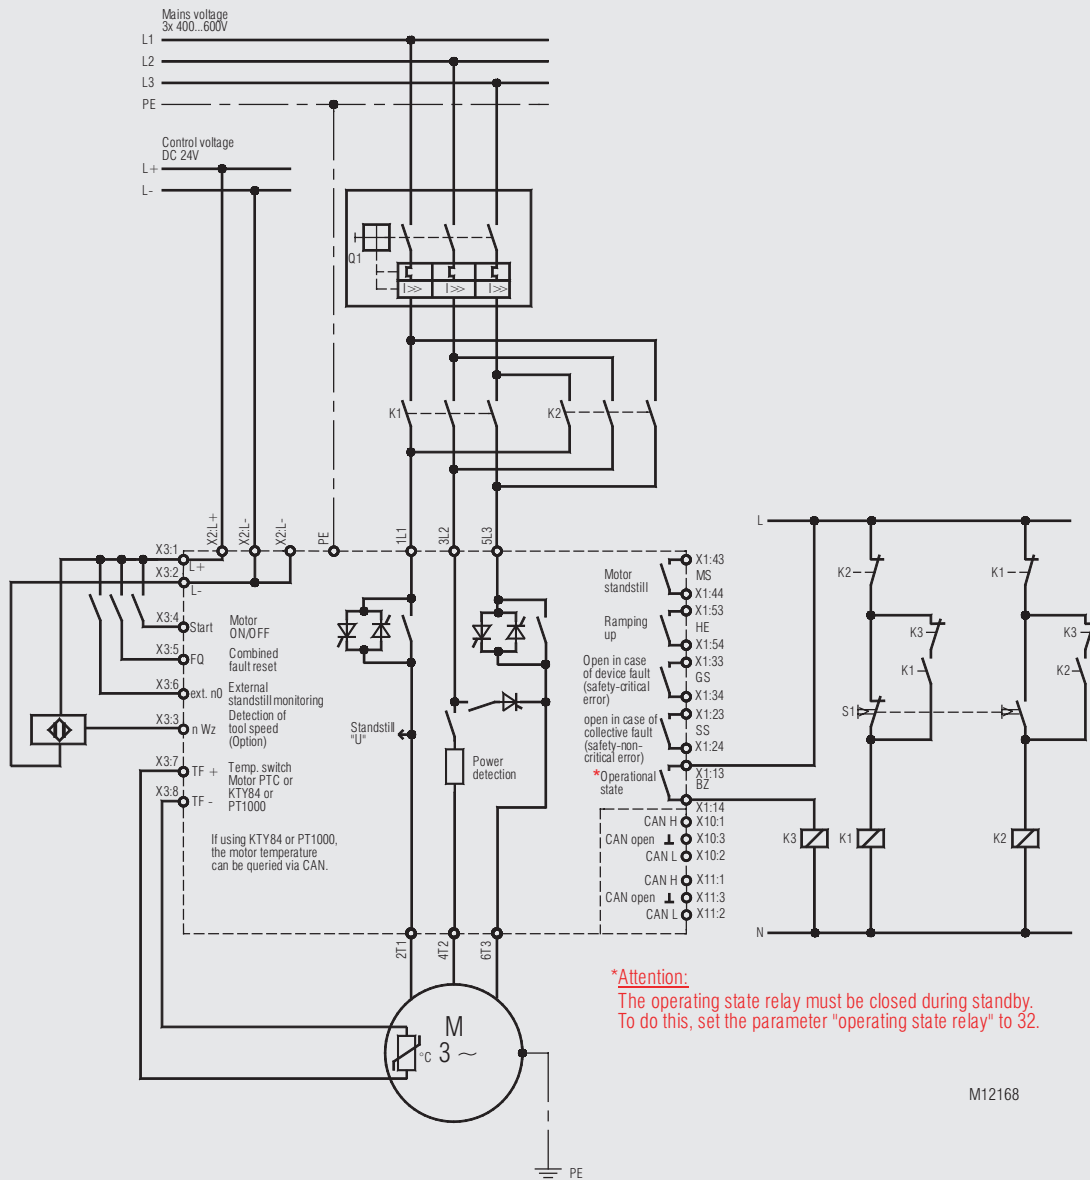 Mains voltage
3x 400...600V
L1
L2
L3
PE
Control voltage
DC 24V
L+
L-
Q1
I>>
I>>
I>>
K1
K2
X2:L+
X2:L-
X2:L-
PE
1L1
3L2
5L3
X3:1
L+
X3:2
L-
X3:4
Start
Motor
ON/OFF
X3:5
FQ
Combined
fault reset
X3:6
ext. n0
External
standstill monitoring
X3:3
n Wz
Detection of
tool speed
(Option)
X3:7
TF +
Temp. switch
Motor PTC or
KTY84 or
PT1000
X3:8
TF -
If using KTY84 or PT1000,
the motor temperature
can be queried via CAN.
Standstill
"U"
Power
detection
Motor
standstill
X1:43
MS
X1:44
Ramping
up
X1:53
HE
X1:54
Open in case
of device fault
(safety-critical
error)
X1:33
GS
X1:34
open in case of
collective fault
(safety-non-
critical error)
X1:23
SS
X1:24
*Operational
state
X1:13
BZ
X1:14
CAN H
X10:1
CAN open
X10:3
CAN L
X10:2
CAN H
X11:1
CAN open
X11:3
CAN L
X11:2
2T1
4T2
6T3
M
3 ~
°C
PE
L
K2
K1
K3
K1
K3
K2
S1
K3
K1
K2
N
*Attention:
The operating state relay must be closed during standby.
To do this, set the parameter "operating state relay" to 32.
M12168